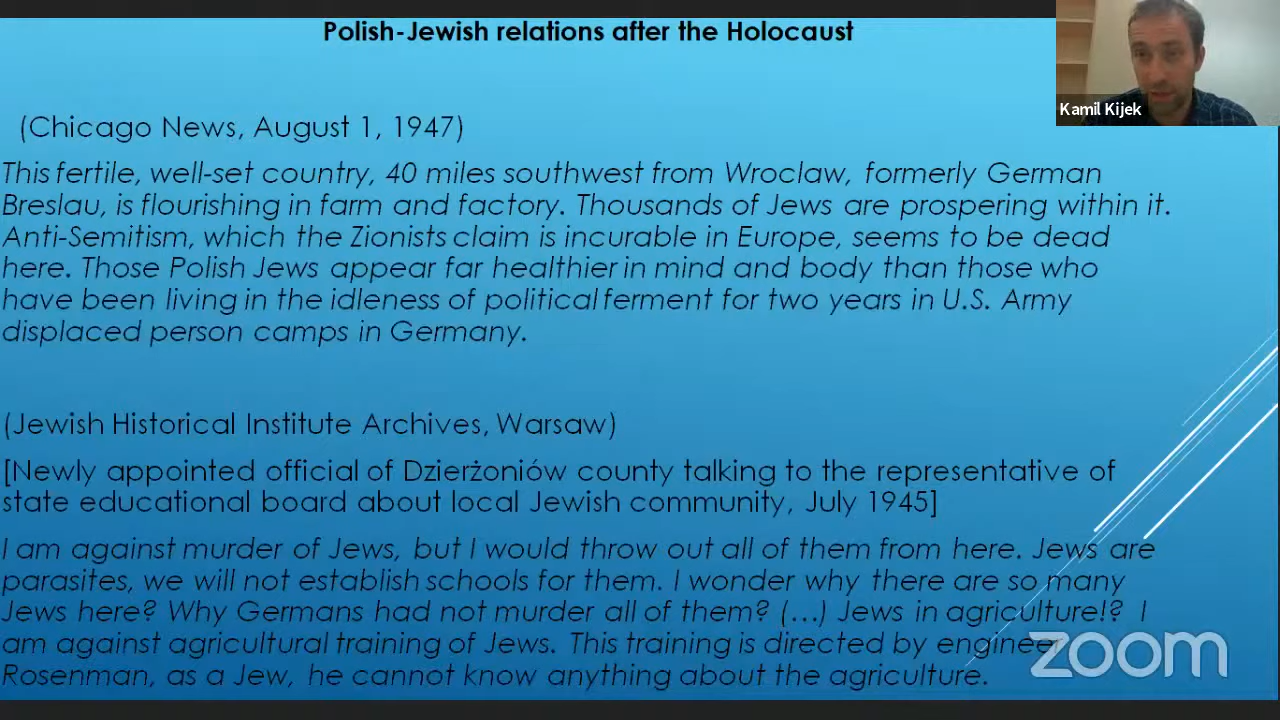 Polish-Jewish relations after the Holocaust
Kamil Kijek
(Chicago News, August 1, 1947)
This fertile, well-set country, 40 miles southwest from Wroclaw, formerly German
Breslau, is flourishing in farm and factory. Thousands of Jews are prospering within it.
Anti-Semitism, which the Zionists claim is incurable in Europe, seems to be dead
here. Those Polish Jews appear far healthier in mind and body than those who
have been living in the idleness of political ferment for two years in U.S. Army
displaced person camps in Germany.
(Jewish Historical Institute Archives, Warsaw)
[Newly appointed official of Dzierżoniów county talking to the representative of
state educational board about local Jewish community, July 1945]
I am against murder of Jews, but I would throw out all of them from here. Jews are
parasites, we will not establish schools for them. I wonder why there are so many
Jews here? Why Germans had not murder all of them? (...) Jews in agriculture!? I
am against agricultural training of Jews. This training is directed by engineer
Rosenman, as a Jew, he cannot know anything about the agriculture.
zoom